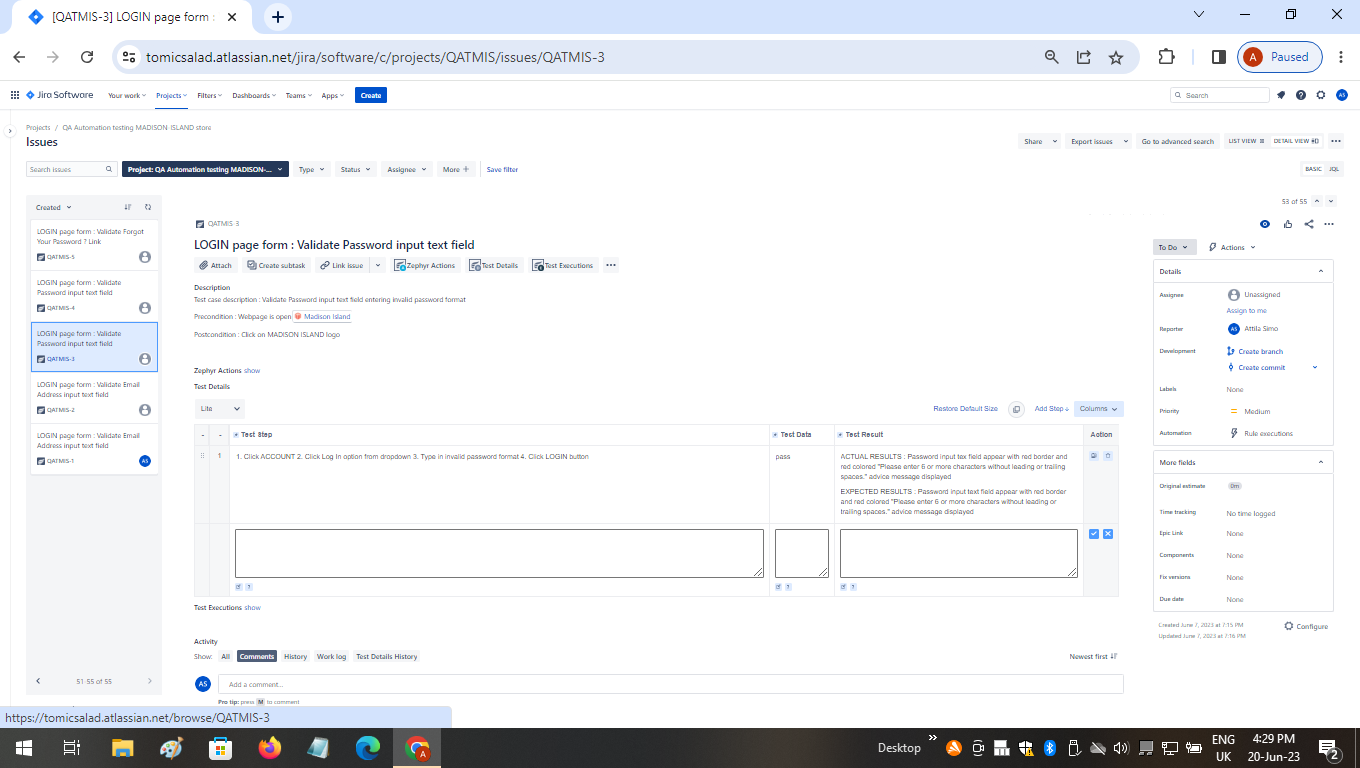 [QATMIS-3] LOGIN page form :
tomicsalad.atlassian.net/jira/software/c/projects/QATMIS/issues/QATMIS-3
A Paused
Jira Software Your work Projects Filters Dashboards Teams Apps Create Search AS
Projects / QA Automation testing MADISON ISLAND store
Issues
Share Export issues Go to advanced search LIST VIEW DETAIL VIEW
Search issues Project: QA Automation testing MADISON-... Type Status Assignee More + Save filter BASIC JQL
Created
53 of 55
LOGIN page form : Validate Forgot
Your Password ? Link
QATMIS-5
LOGIN page form : Validate
Password input text field
QATMIS-4
LOGIN page form : Validate
Password input text field
QATMIS-3
LOGIN page form : Validate Email
Address input text field
QATMIS-2
LOGIN page form : Validate Email
Address input text field
QATMIS-1 AS
51-55 of 55
QATMIS-3
LOGIN page form : Validate Password input text field
Attach Create subtask Link issue Zephyr Actions Test Details Test Executions
Description
Test case description : Validate Password input text field entering invalid password format
Precondition : Webpage is open Madison Island
Postcondition : Click on MADISON ISLAND logo
Zephyr Actions show
Test Details
Lite Restore Default Size Add Step Columns
- - Test Step Test Data Test Result Action
1 1. Click ACCOUNT 2. Click Log In option from dropdown 3. Type in invalid password format 4. Click LOGIN button pass
ACTUAL RESULTS : Password input tex field appear with red border and
red colored "Please enter 6 or more characters without leading or trailing
spaces." advice message displayed
EXPECTED RESULTS : Password input text field appear with red border
and red colored "Please enter 6 or more characters without leading or
trailing spaces." advice message displayed
Test Executions show
Activity
Show: All Comments History Work log Test Details History Newest first
AS Add a comment...
Pro tip: press M to comment
To Do Actions
Details
Assignee Unassigned
Assign to me
Reporter AS Attila Simo
Development Create branch
Create commit
Labels None
Priority Medium
Automation Rule executions
More fields
Original estimate 0m
Time tracking No time logged
Epic Link None
Components None
Fix versions None
Due date None
Created June 7, 2023 at 7:15 PM
Updated June 7, 2023 at 7:16 PM
Configure
https://tomicsalad.atlassian.net/browse/QATMIS-3
Desktop
ENG
UK
4:29 PM
20-Jun-23
2